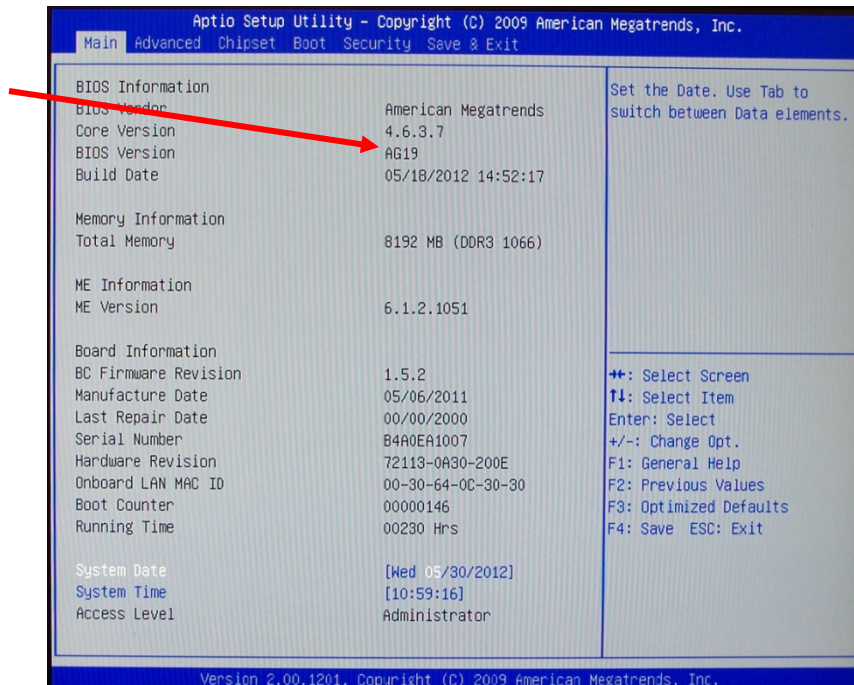 Aptio Setup Utility - Copyright (C) 2009 American Megatrends, Inc.
Main Advanced Chipset Boot Security Save & Exit
BIOS Information
BIOS Vendor American Megatrends
Core Version 4.6.3.7
BIOS Version AG19
Build Date 05/18/2012 14:52:17
Memory Information
Total Memory 8192 MB (DDR3 1066)
ME Information
ME Version 6.1.2.1051
Board Information
BC Firmware Revision 1.5.2
Manufacture Date 05/06/2011
Last Repair Date 00/00/2000
Serial Number B4A0EA1007
Hardware Revision 72113-0A30-200E
Onboard LAN MAC ID 00-30-64-0C-30-30
Boot Counter 00000146
Running Time 00230 Hrs
System Date [Wed 05/30/2012]
System Time [10:59:16]
Access Level Administrator
Set the Date. Use Tab to
switch between Data elements.
→←: Select Screen
↑↓: Select Item
Enter: Select
+/-: Change Opt.
F1: General Help
F2: Previous Values
F3: Optimized Defaults
F4: Save ESC: Exit
Version 2.00.1201. Copyright (C) 2009 American Megatrends, Inc.